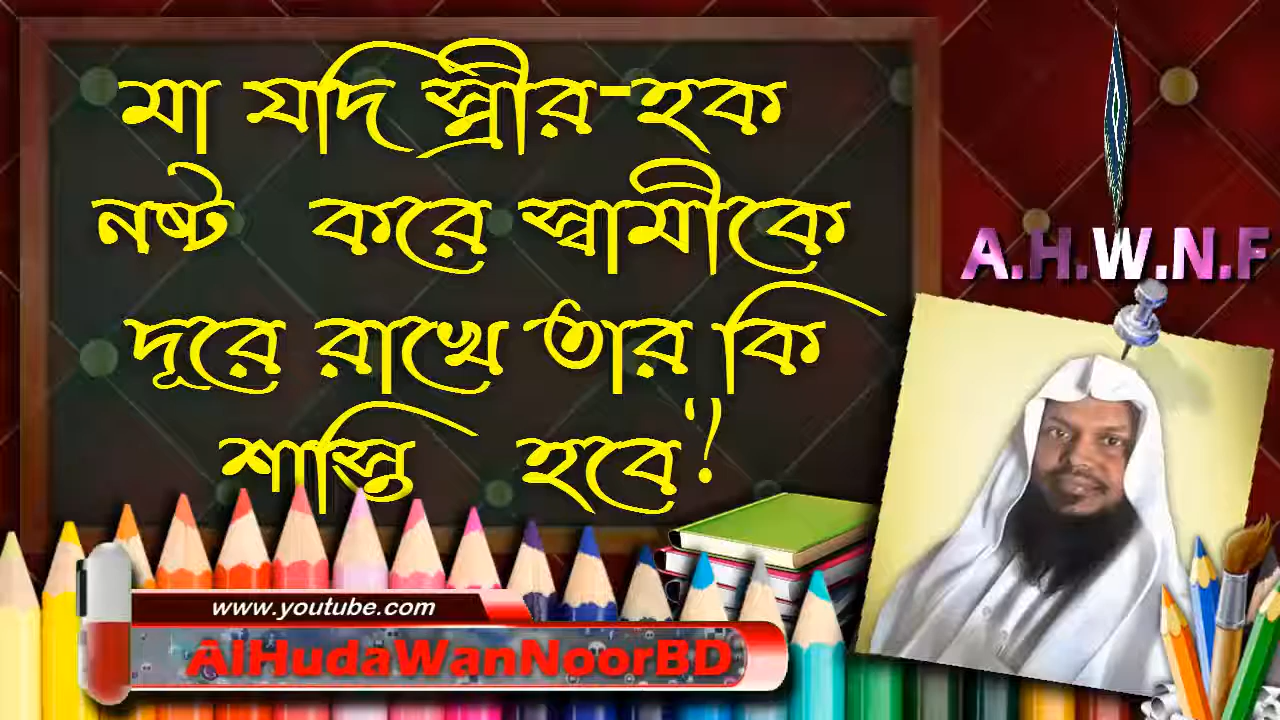 মা যদি স্ত্রীর-হক
নষ্ট করে স্বামীকে
দূরে রাখে তার কি
শাস্তি হবে?
A.H.W.N.F
www.youtube.com
AlHudaWanNoorBD